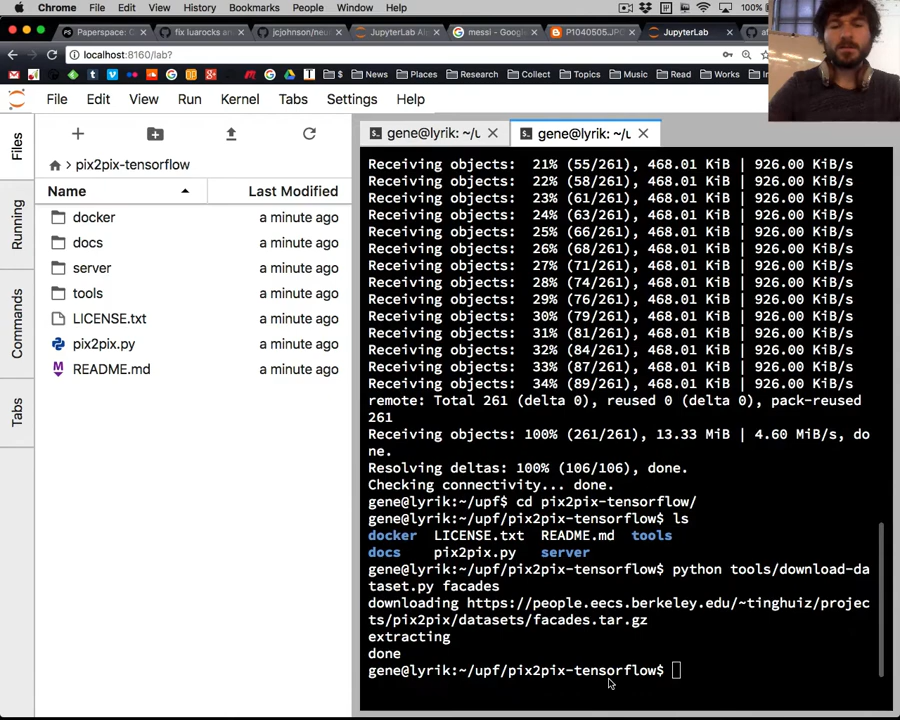 Chrome File Edit View History Bookmarks People Window Help 100%
Paperspace: O fix luarocks an jcjohnson/neu JupyterLab Al messi - Goog P1040505.JPG JupyterLab
localhost:8160/lab?
$ News Places Research Collect Topics Music Read Works
File Edit View Run Kernel Tabs Settings Help
Files
Running
Commands
Tabs
pix2pix-tensorflow
Name Last Modified
docker a minute ago
docs a minute ago
server a minute ago
tools a minute ago
LICENSE.txt a minute ago
pix2pix.py a minute ago
README.md a minute ago
gene@lyrik: ~/u gene@lyrik: ~/u
Receiving objects: 21% (55/261), 468.01 KiB | 926.00 KiB/s
Receiving objects: 22% (58/261), 468.01 KiB | 926.00 KiB/s
Receiving objects: 23% (61/261), 468.01 KiB | 926.00 KiB/s
Receiving objects: 24% (63/261), 468.01 KiB | 926.00 KiB/s
Receiving objects: 25% (66/261), 468.01 KiB | 926.00 KiB/s
Receiving objects: 26% (68/261), 468.01 KiB | 926.00 KiB/s
Receiving objects: 27% (71/261), 468.01 KiB | 926.00 KiB/s
Receiving objects: 28% (74/261), 468.01 KiB | 926.00 KiB/s
Receiving objects: 29% (76/261), 468.01 KiB | 926.00 KiB/s
Receiving objects: 30% (79/261), 468.01 KiB | 926.00 KiB/s
Receiving objects: 31% (81/261), 468.01 KiB | 926.00 KiB/s
Receiving objects: 32% (84/261), 468.01 KiB | 926.00 KiB/s
Receiving objects: 33% (87/261), 468.01 KiB | 926.00 KiB/s
Receiving objects: 34% (89/261), 468.01 KiB | 926.00 KiB/s
remote: Total 261 (delta 0), reused 0 (delta 0), pack-reused
261
Receiving objects: 100% (261/261), 13.33 MiB | 4.60 MiB/s, do
ne.
Resolving deltas: 100% (106/106), done.
Checking connectivity... done.
gene@lyrik:~/upf$ cd pix2pix-tensorflow/
gene@lyrik:~/upf/pix2pix-tensorflow$ ls
docker LICENSE.txt README.md tools
docs pix2pix.py server
gene@lyrik:~/upf/pix2pix-tensorflow$ python tools/download-da
taset.py facades
downloading https://people.eecs.berkeley.edu/~tinghuiz/projec
ts/pix2pix/datasets/facades.tar.gz
extracting
done
gene@lyrik:~/upf/pix2pix-tensorflow$